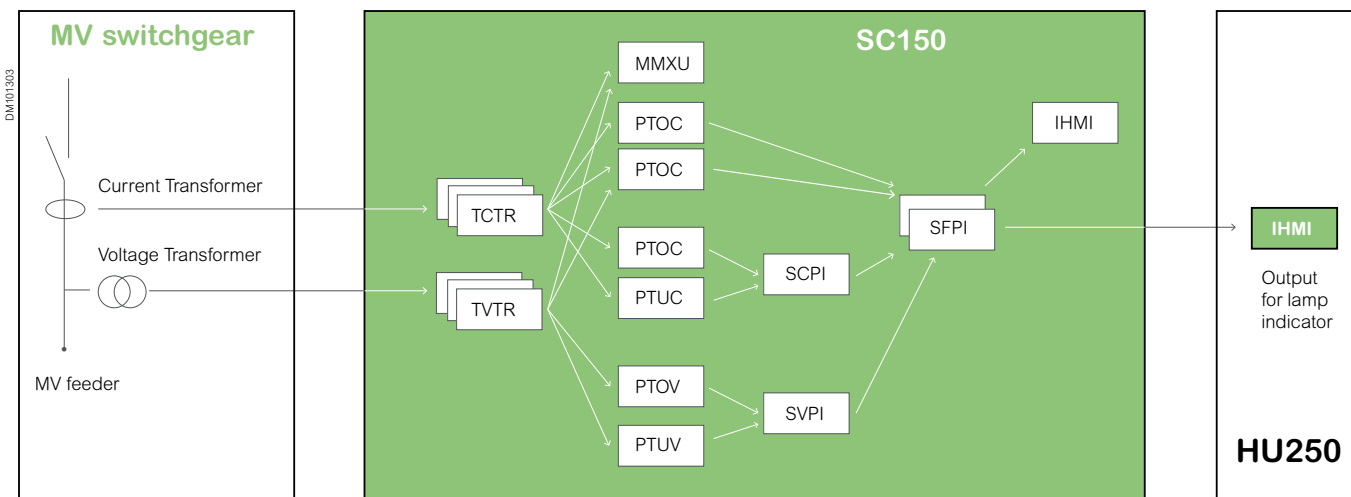 MV switchgear
DM101303
Current Transformer
Voltage Transformer
MV feeder
SC150
TCTR
TVTR
MMXU
PTOC
PTOC
PTOC
PTUC
PTOV
PTUV
SCPI
SVPI
SFPI
IHMI
IHMI
Output
for lamp
indicator
HU250